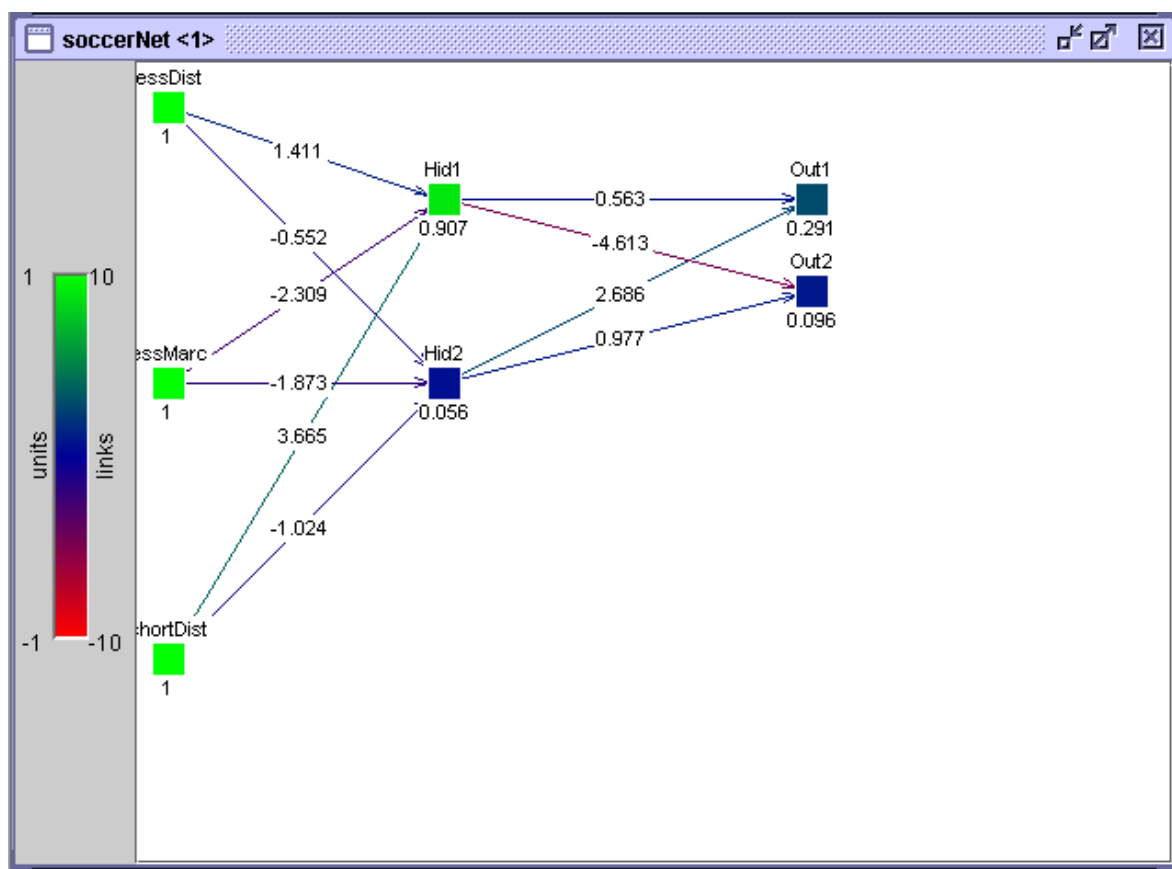 soccerNet <1>
essDist
1
1.411
Hid1
0.907
0.563
Out1
0.291
-0.552
-4.613
Out2
0.096
1
10
-2.309
2.686
0.977
essMarc
1
-1.873
Hid2
0.056
units
links
3.665
-1.024
hortDist
1
-1
-10